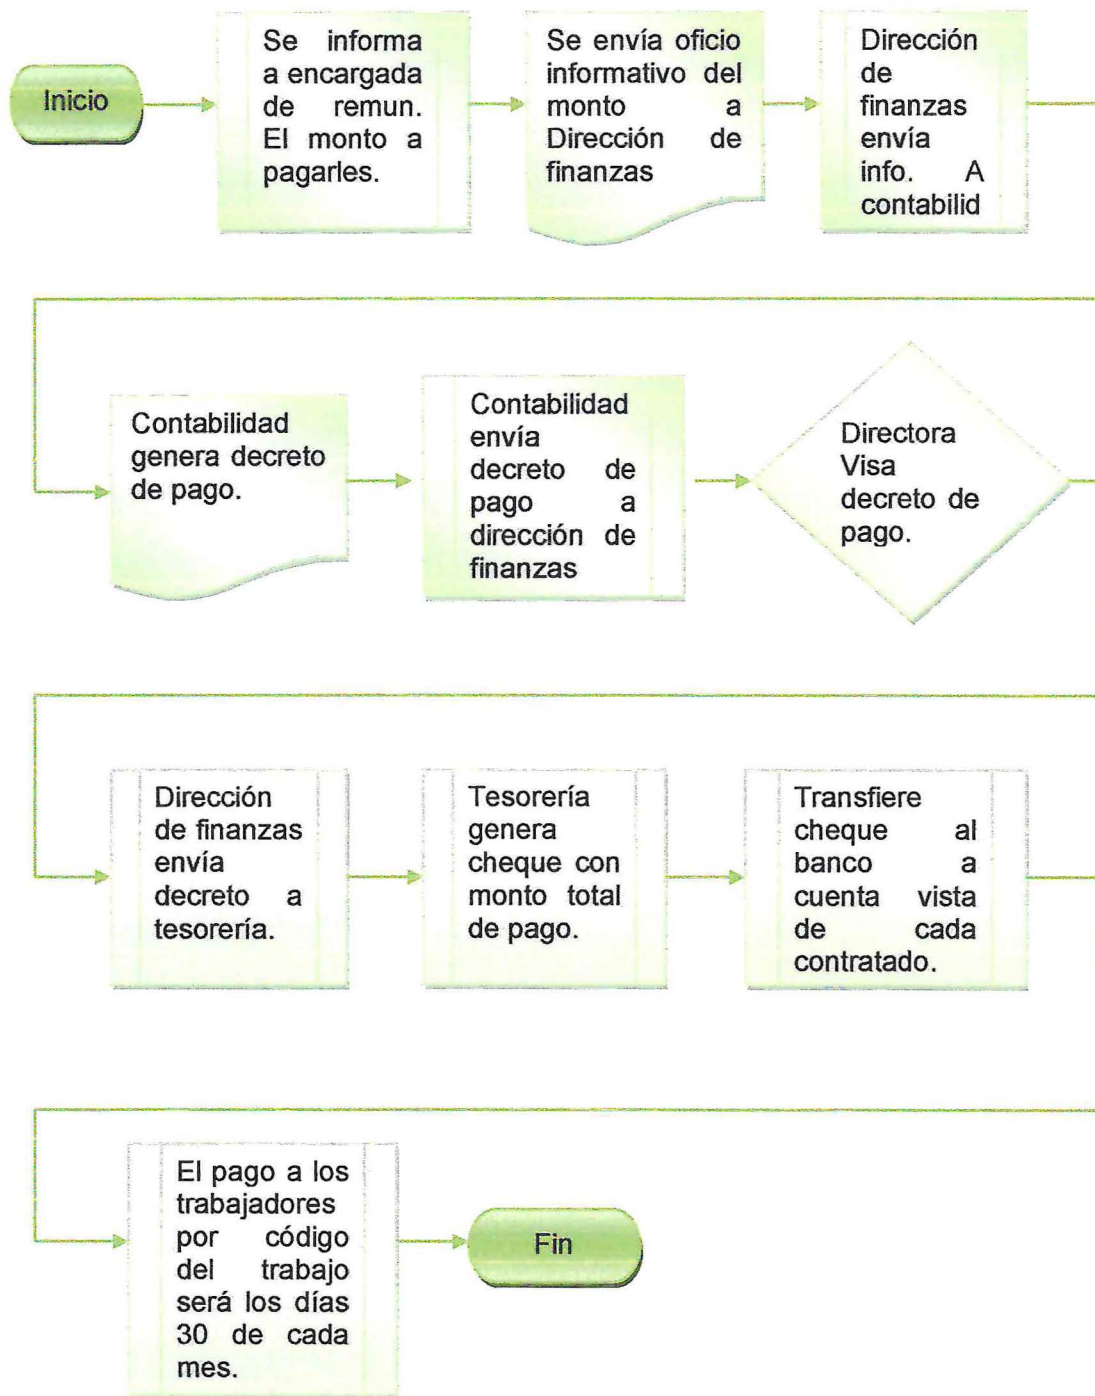 Inicio
Se informa
a encargada
de remun.
El monto a
pagarles.
Se envía oficio
informativo del
monto a
Dirección de
finanzas
Dirección
de
finanzas
envía
info. A
contabilid
Contabilidad
genera decreto
de pago.
Contabilidad
envía
decreto de
pago a
dirección de
finanzas
Directora
Visa
decreto de
pago.
Dirección
de finanzas
envía
decreto a
tesorería.
Tesorería
genera
cheque con
monto total
de pago.
Transfiere
cheque al
banco a
cuenta vista
de cada
contratado.
El pago a los
trabajadores
por código
del trabajo
será los días
30 de cada
mes.
Fin